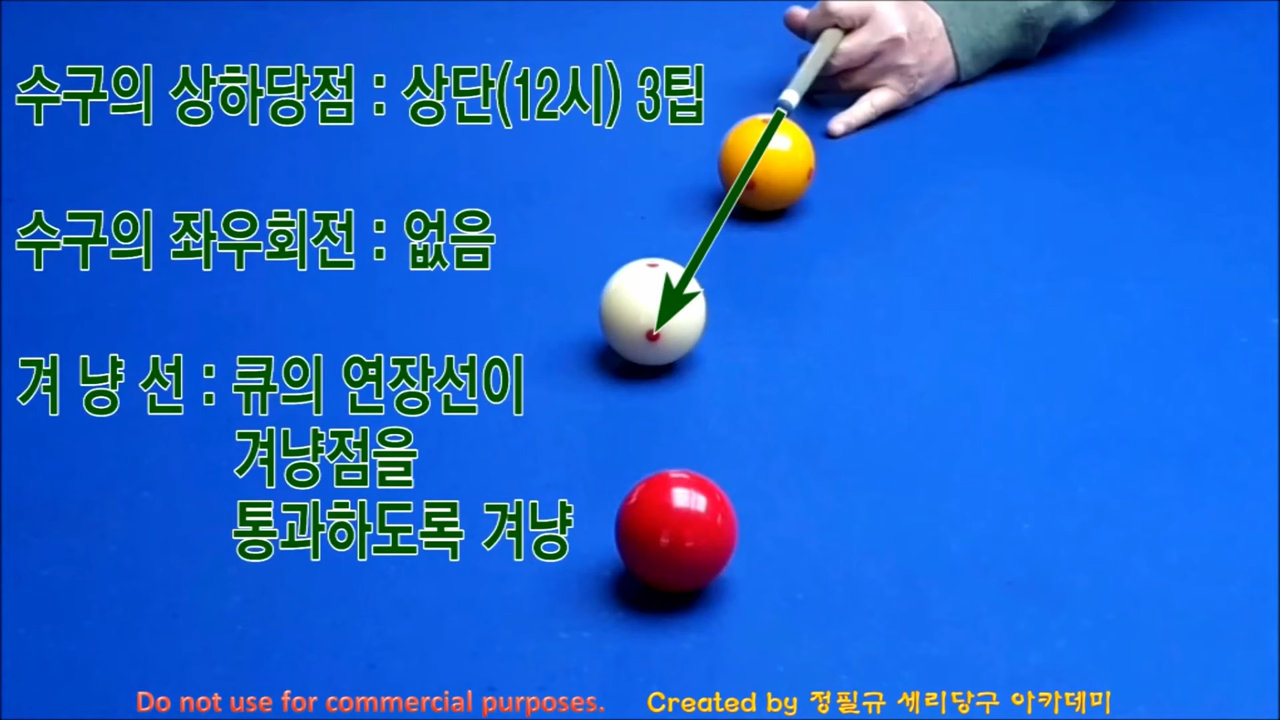 수구의 상하당점 : 상단(12시) 3팁
수구의 좌우회전 : 없음
겨 냥 선 : 큐의 연장선이
겨냥점을
통과하도록 겨냥
Do not use for commercial purposes. Created by 정필규 세리당구 아카데미